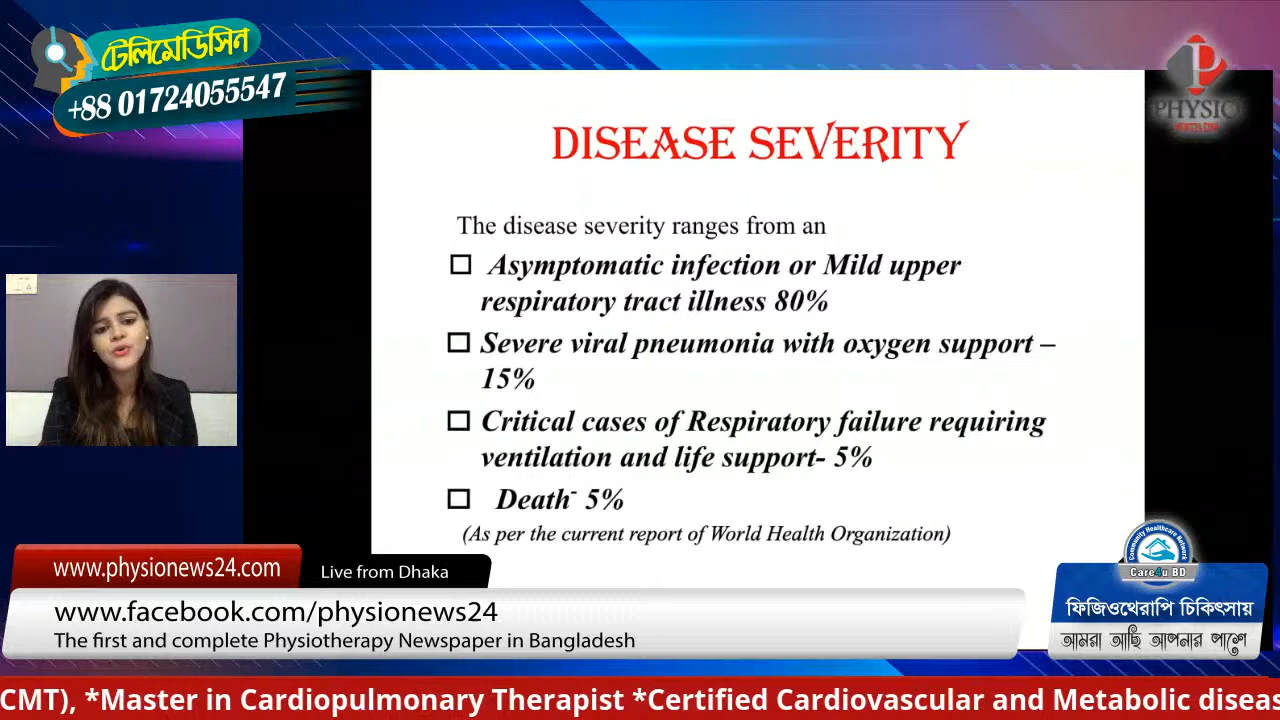 টেলিমেডিসিন
+88 01724055547
PHYSIO
DISEASE SEVERITY
The disease severity ranges from an
Asymptomatic infection or Mild upper
respiratory tract illness 80%
Severe viral pneumonia with oxygen support –
15%
Critical cases of Respiratory failure requiring
ventilation and life support- 5%
Death- 5%
(As per the current report of World Health Organization)
www.physionews24.com
Live from Dhaka
www.facebook.com/physionews24
The first and complete Physiotherapy Newspaper in Bangladesh
Community Healthcare Network
Care4u BD
ফিজিওথেরাপি চিকিৎসায়
আমরা আছি আপনার পাশে
CMT), *Master in Cardiopulmonary Therapist *Certified Cardiovascular and Metabolic diseas